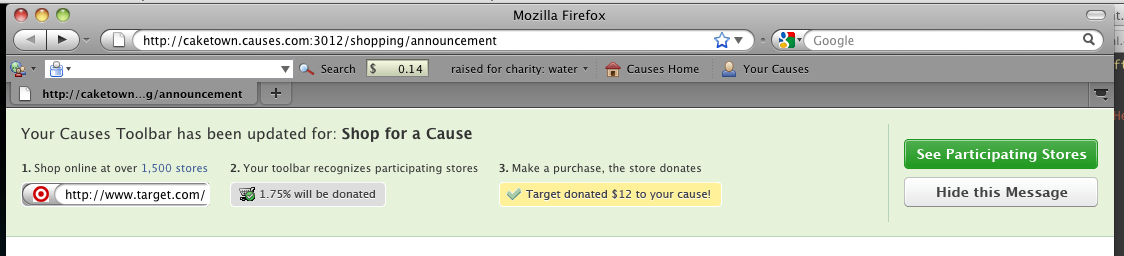 Mozilla Firefox
http://caketown.causes.com:3012/shopping/announcement
Google
Search $ 0.14 raised for charity: water Causes Home Your Causes
http://caketown...g/announcement
Your Causes Toolbar has been updated for: Shop for a Cause
See Participating Stores
1. Shop online at over 1,500 stores 2. Your toolbar recognizes participating stores 3. Make a purchase, the store donates
http://www.target.com/ 1.75% will be donated Target donated $12 to your cause!
Hide this Message